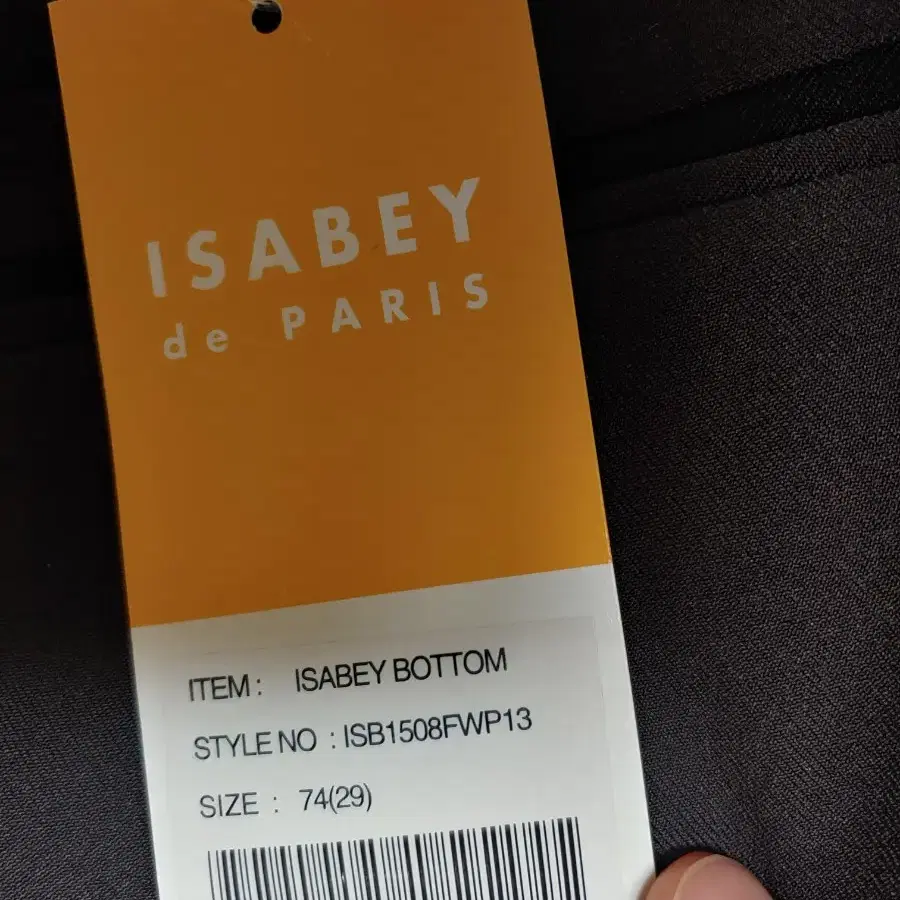 ISABEY
de PARIS
ITEM : ISABEY BOTTOM
STYLE NO : ISB1508FWP13
SIZE : 74(29)